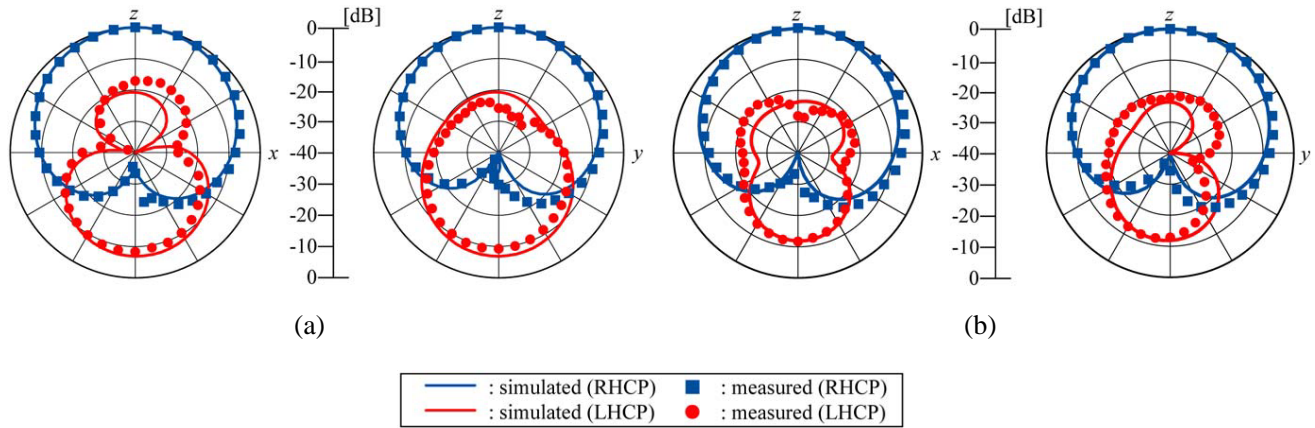 z [dB] z z [dB] z
0 0
-10 -10
-20 -20
-30 -30
x -40 y x -40 y
-30 -30
-20 -20
-10 -10
0 0
(a) (b)
: simulated (RHCP) : measured (RHCP)
: simulated (LHCP) : measured (LHCP)